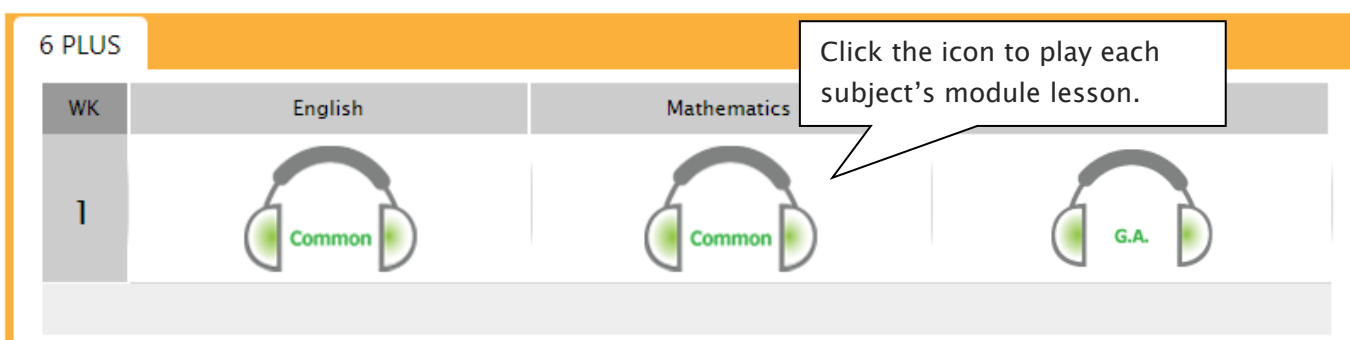 6 PLUS
Click the icon to play each
subject’s module lesson.
WK English Mathematics
1 Common Common G.A.